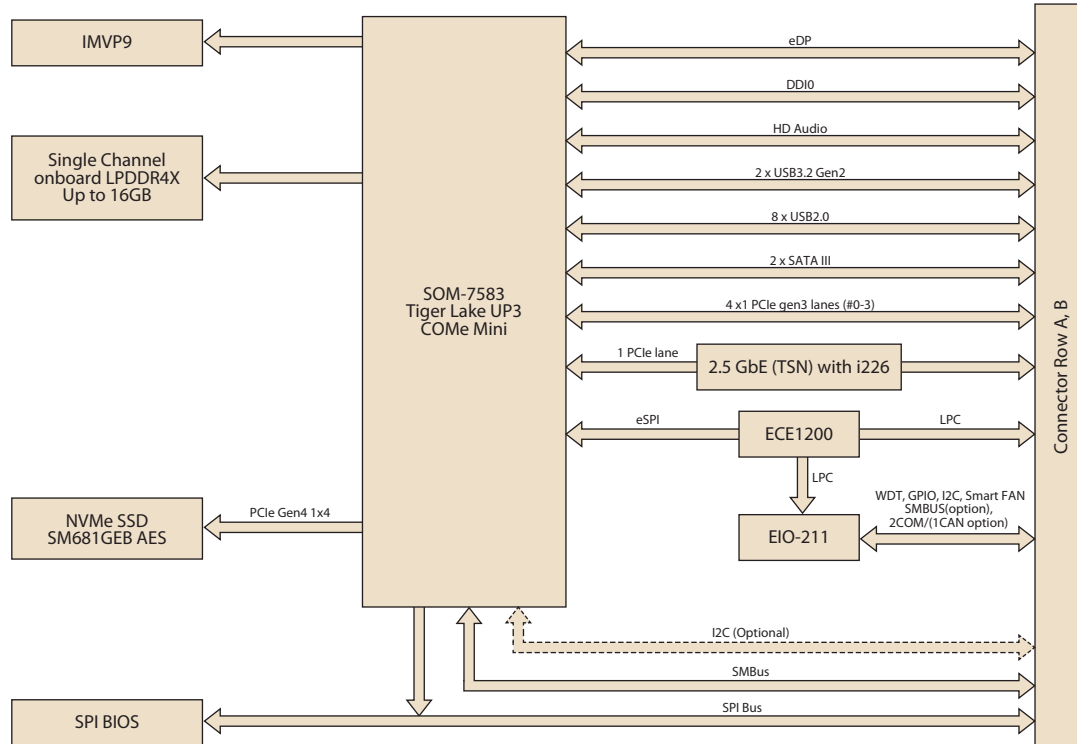 IMVP9
Single Channel
onboard LPDDR4X
Up to 16GB
NVMe SSD
SM681GEB AES
PCIe Gen4 1x4
SPI BIOS
SOM-7583
Tiger Lake UP3
COMe Mini
eDP
DDI0
HD Audio
2 x USB3.2 Gen2
8 x USB2.0
2 x SATA III
4 x1 PCIe gen3 lanes (#0-3)
1 PCIe lane
2.5 GbE (TSN) with i226
eSPI
ECE1200
LPC
LPC
EIO-211
WDT, GPIO, I2C, Smart FAN
SMBUS(option),
2COM/(1CAN option)
I2C (Optional)
SMBus
SPI Bus
Connector Row A, B